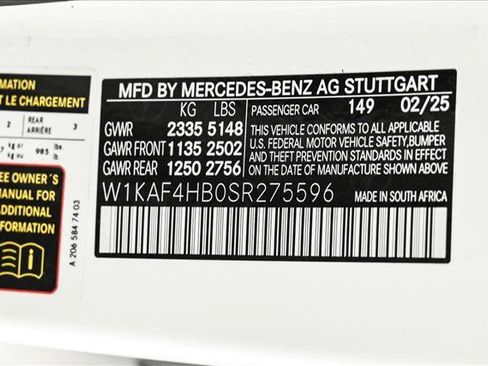 MATION
T LE CHARGEMENT
2 REAR ARRIÈRE 3
985 lbs.
EE OWNER´S
MANUAL FOR
ADDITIONAL
NFORMATION
A 206 584 74 03
MFD BY MERCEDES-BENZ AG STUTTGART
KG LBS
GVWR 2335 5148
GAWR FRONT 1135 2502
GAWR REAR 1250 2756
PASSENGER CAR 149 02/25
THIS VEHICLE CONFORMS TO ALL APPLICABLE
U.S. FEDERAL MOTOR VEHICLE SAFETY, BUMPER
AND THEFT PREVENTION STANDARDS IN EFFECT
ON THE DATE OF MANUFACTURE SHOWN ABOVE
W1KAF4HB0SR275596
MADE IN SOUTH AFRICA